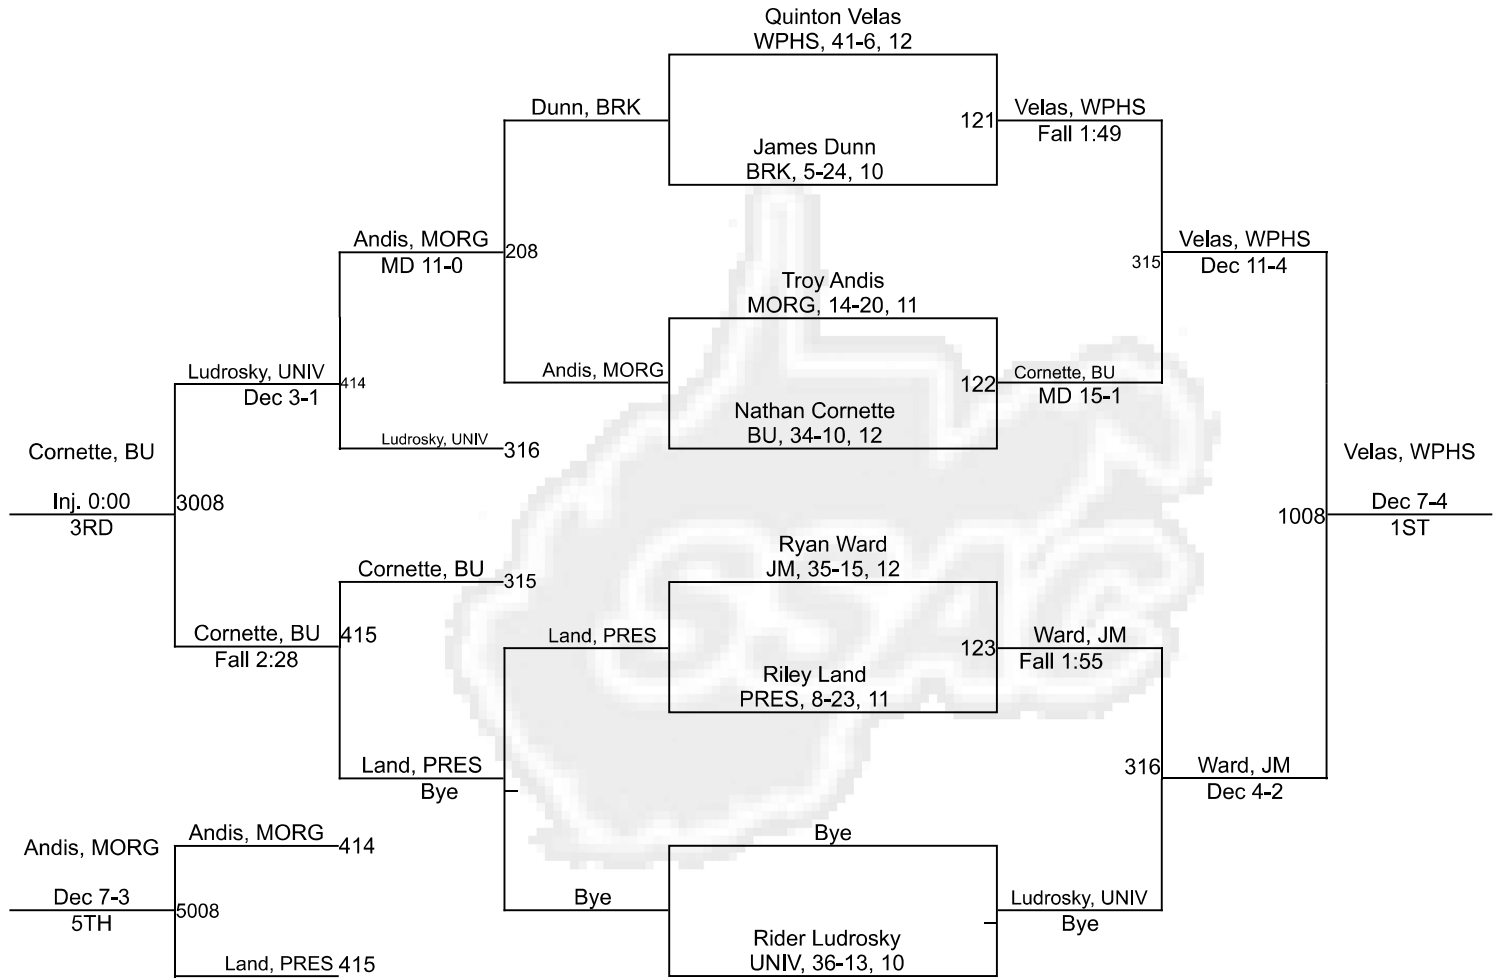 Quinton Velas
WPHS, 41-6, 12
Dunn, BRK
121
Velas, WPHS
Fall 1:49
James Dunn
BRK, 5-24, 10
Andis, MORG
MD 11-0
208
315
Velas, WPHS
Dec 11-4
Troy Andis
MORG, 14-20, 11
Ludrosky, UNIV
Dec 3-1
414
Andis, MORG
122
Cornette, BU
MD 15-1
Nathan Cornette
BU, 34-10, 12
Ludrosky, UNIV
316
Cornette, BU
Inj. 0:00
3RD
3008
Velas, WPHS
1008
Dec 7-4
1ST
Ryan Ward
JM, 35-15, 12
Cornette, BU
315
Cornette, BU
Fall 2:28
415
Land, PRES
123
Ward, JM
Fall 1:55
Riley Land
PRES, 8-23, 11
SSAC
Land, PRES
Bye
316
Ward, JM
Dec 4-2
Andis, MORG
414
Andis, MORG
Dec 7-3
5TH
5008
Land, PRES
415
Bye
Bye
Ludrosky, UNIV
Bye
Rider Ludrosky
UNIV, 36-13, 10